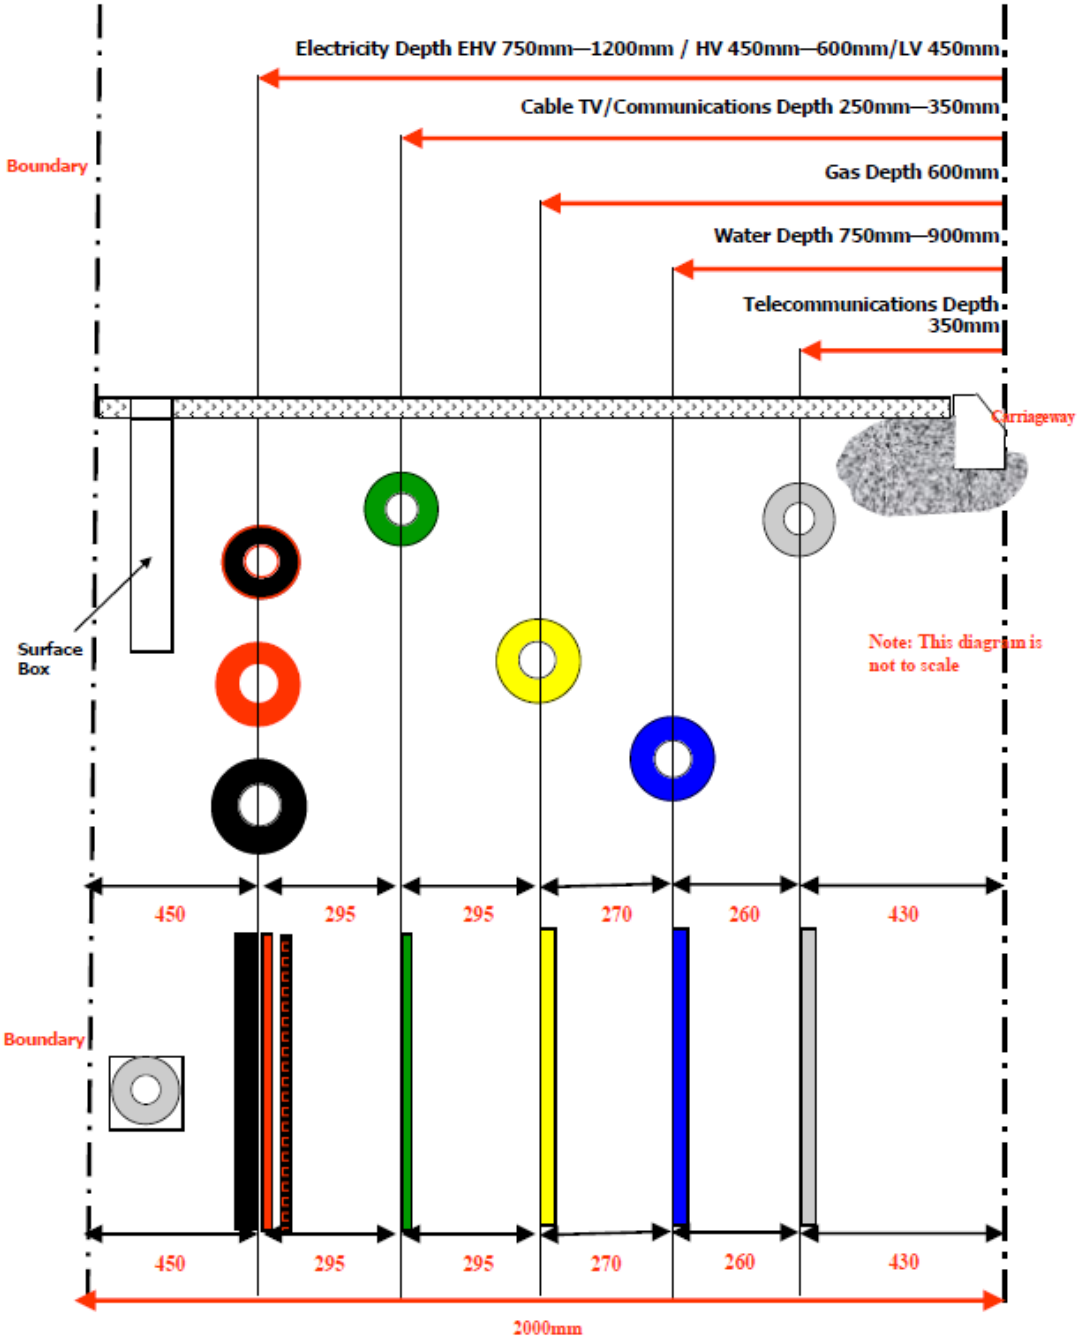 Electricity Depth EHV 750mm—1200mm / HV 450mm—600mm/LV 450mm
Cable TV/Communications Depth 250mm—350mm
Boundary
Gas Depth 600mm
Water Depth 750mm—900mm
Telecommunications Depth
350mm
Carriageway
Surface
Box
Note: This diagram is
not to scale
450 295 295 270 260 430
Boundary
450 295 295 270 260 430
2000mm